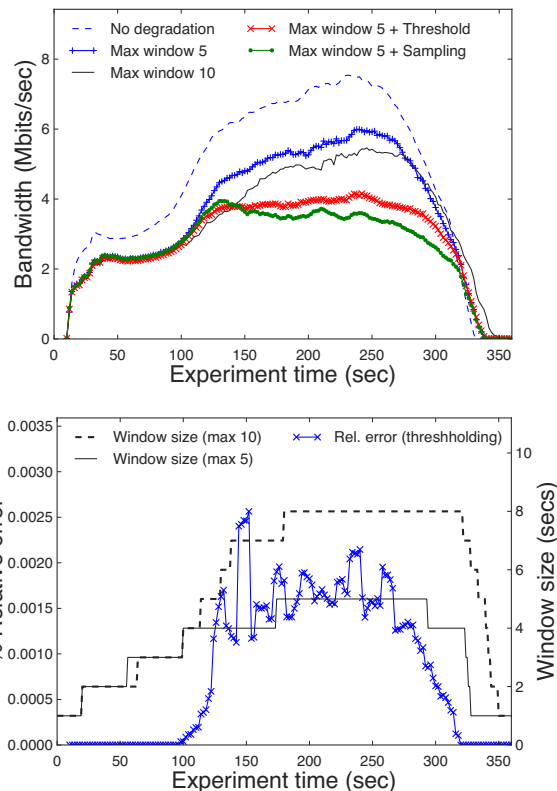 No degradation
Max window 5
Max window 10
Max window 5 + Threshold
Max window 5 + Sampling
8
6
4
2
0
Bandwidth (Mbits/sec)
0 50 100 150 200 250 300 350
Experiment time (sec)
0.0035
0.0030
0.0025
0.0020
0.0015
0.0010
0.0005
0.0000
Window size (max 10)
Window size (max 5)
Rel. error (threshholding)
10
8
6
4
2
0
Window size (secs)
0 50 100 150 200 250 300 350
Experiment time (sec)